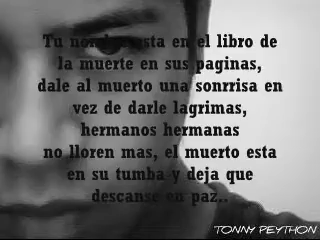 Tu nombre esta en el libro de
la muerte en sus paginas,
dale al muerto una sonrrisa en
vez de darle lagrimas,
hermanos hermanas
no lloren mas, el muerto esta
en su tumba y deja que
descanse en paz..
TONNY PEYTHON